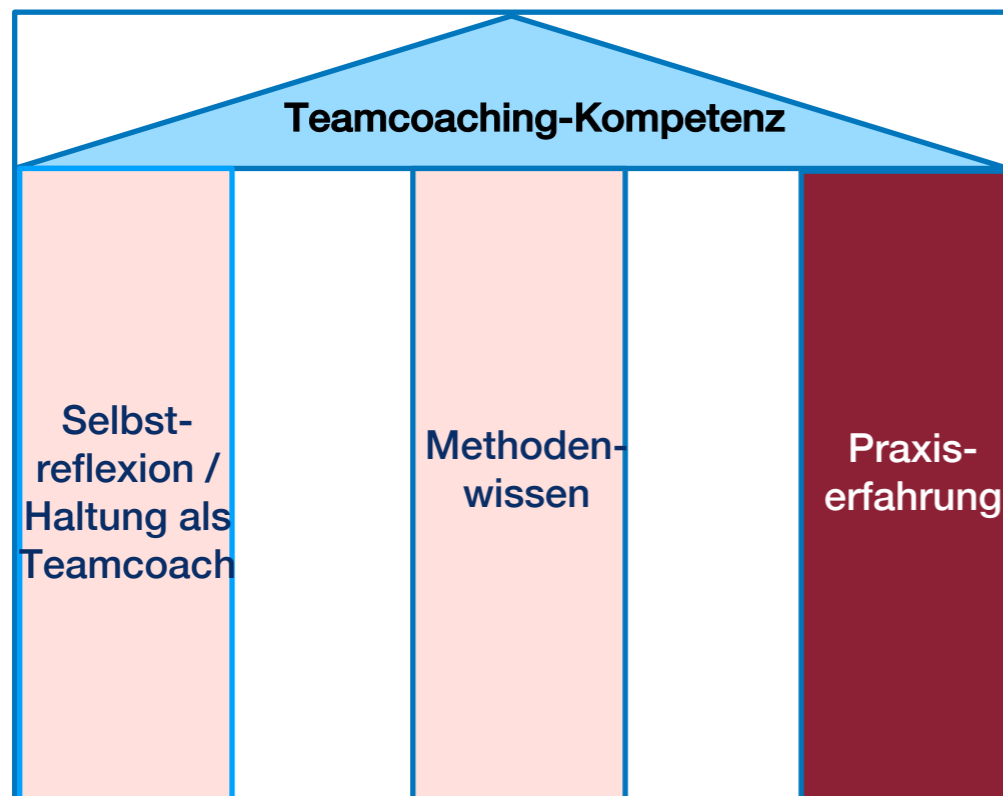 Teamcoaching-Kompetenz
Selbst-
reflexion /
Haltung als
Teamcoach
Methoden-
wissen
Praxis-
erfahrung